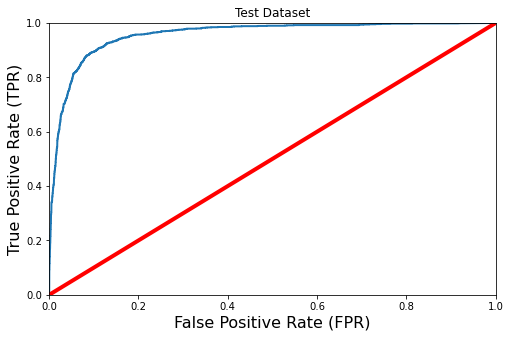 Test Dataset
True Positive Rate (TPR)
1.0
0.8
0.6
0.4
0.2
0.0
0.0 0.2 0.4 0.6 0.8 1.0
False Positive Rate (FPR)